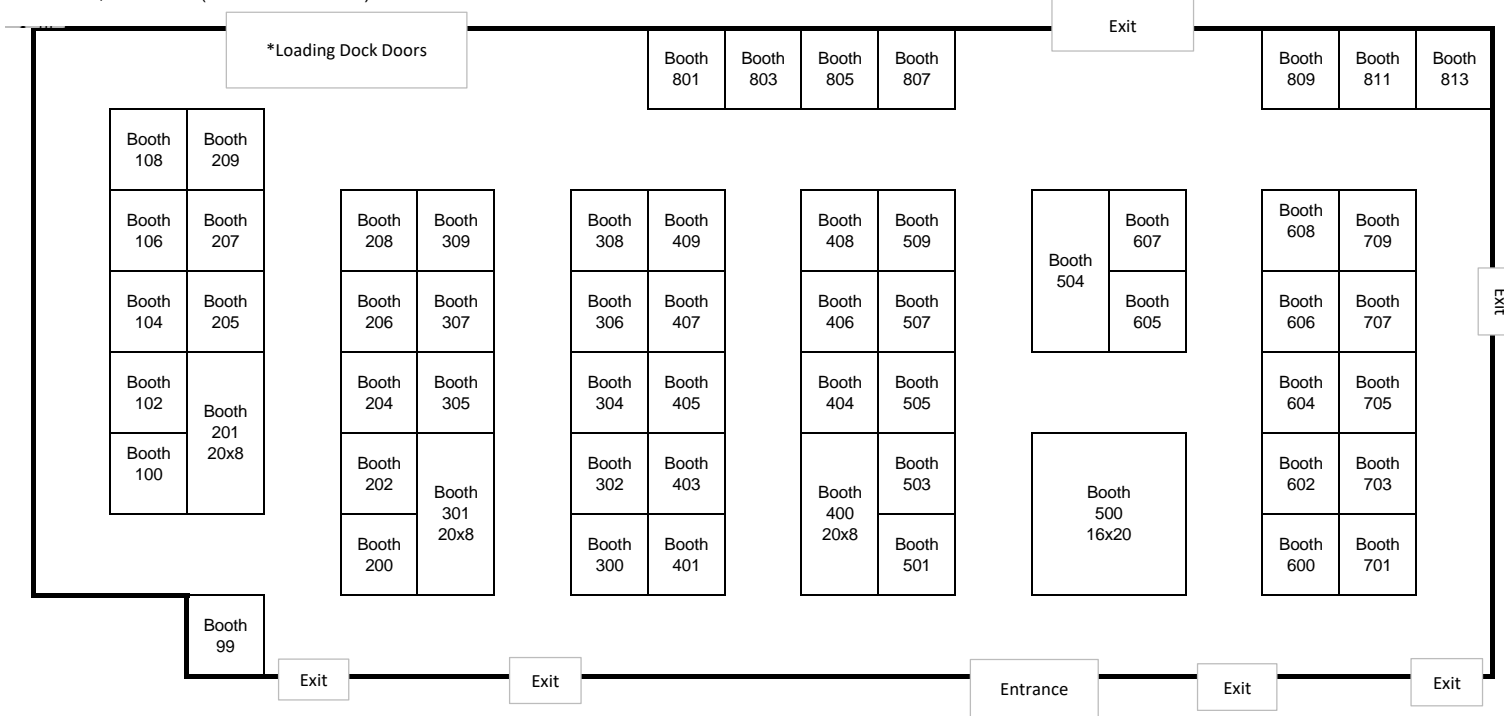 *Loading Dock Doors
Exit
Booth
801
Booth
803
Booth
805
Booth
807
Booth
809
Booth
811
Booth
813
Booth
108
Booth
209
Booth
106
Booth
207
Booth
104
Booth
205
Booth
102
Booth
201
20x8
Booth
100
Booth
99
Booth
208
Booth
309
Booth
206
Booth
307
Booth
204
Booth
305
Booth
202
Booth
301
20x8
Booth
200
Booth
308
Booth
409
Booth
306
Booth
407
Booth
304
Booth
405
Booth
302
Booth
403
Booth
300
Booth
401
Booth
408
Booth
509
Booth
406
Booth
507
Booth
404
Booth
505
Booth
400
20x8
Booth
503
Booth
501
Booth
504
Booth
607
Booth
605
Booth
500
16x20
Booth
608
Booth
709
Booth
606
Booth
707
Booth
604
Booth
705
Booth
602
Booth
703
Booth
600
Booth
701
Exit
Exit
Exit
Entrance
Exit
Exit